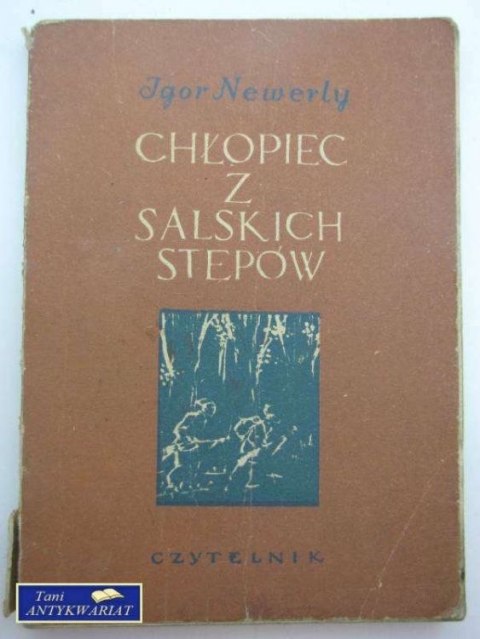 Igor Newerly
CHŁOPIEC
Z
SALSKICH
STEPÓW
CZYTELNIK
Tani
ANTYKWARIAT